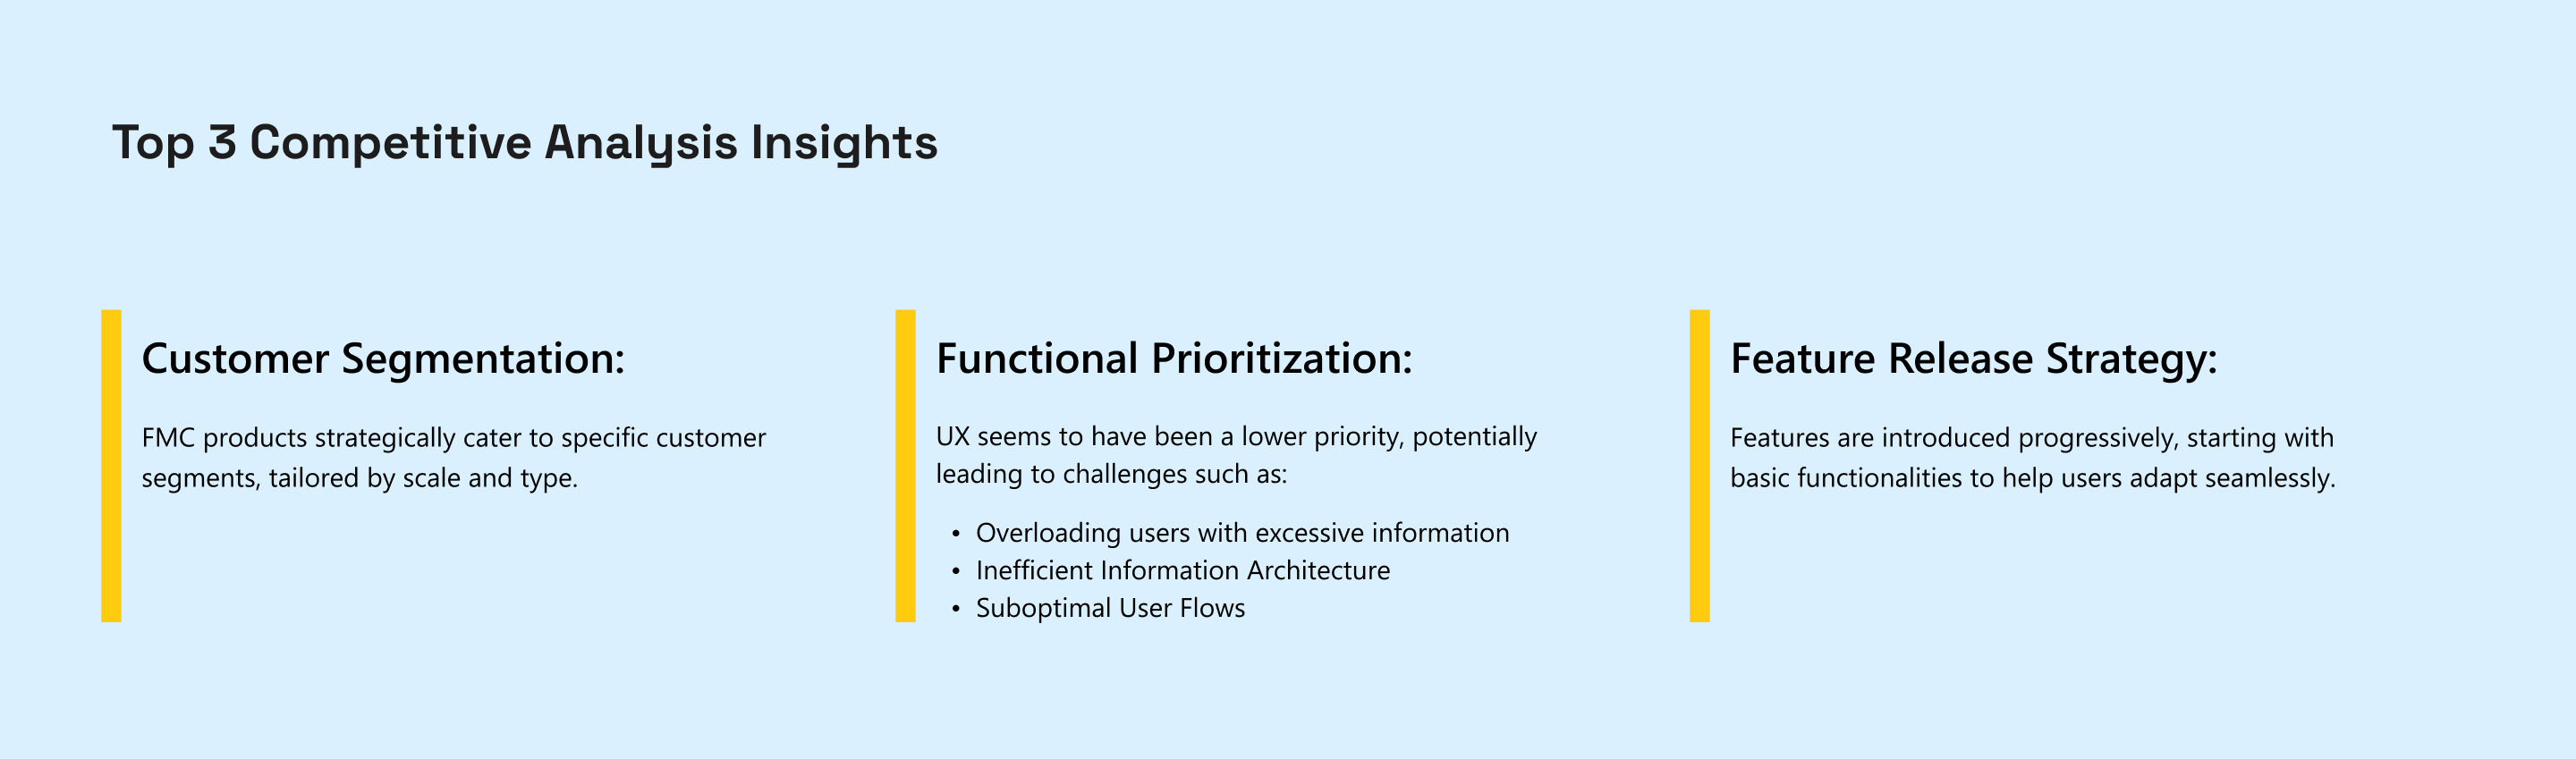 Top 3 Competitive Analysis Insights
Customer Segmentation:
FMC products strategically cater to specific customer
segments, tailored by scale and type.
Functional Prioritization:
UX seems to have been a lower priority, potentially
leading to challenges such as:
• Overloading users with excessive information
• Inefficient Information Architecture
• Suboptimal User Flows
Feature Release Strategy:
Features are introduced progressively, starting with
basic functionalities to help users adapt seamlessly.